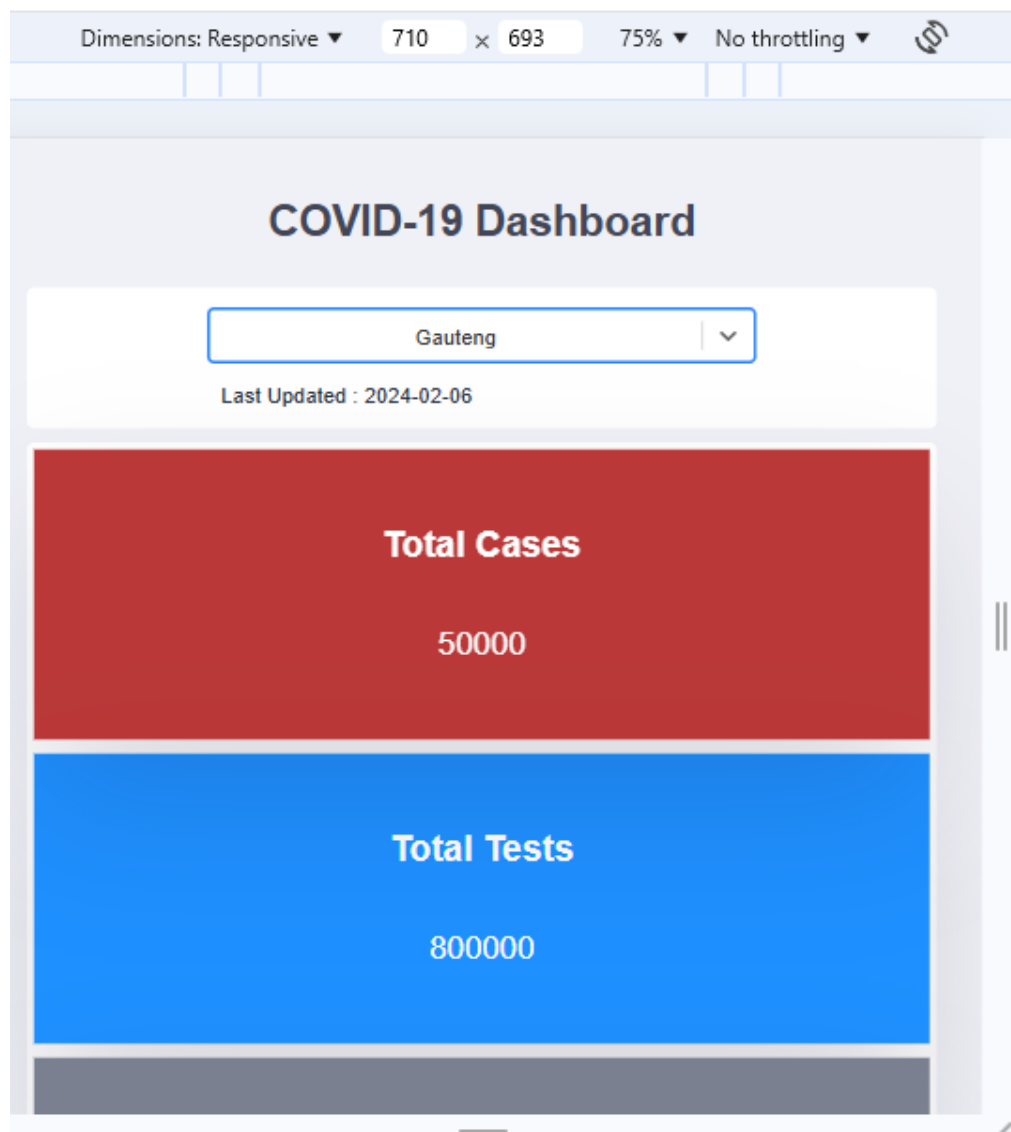 Dimensions: Responsive ▼ 710 × 693 75% ▼ No throttling ▼
COVID-19 Dashboard
Gauteng
Last Updated : 2024-02-06
Total Cases
50000
Total Tests
800000